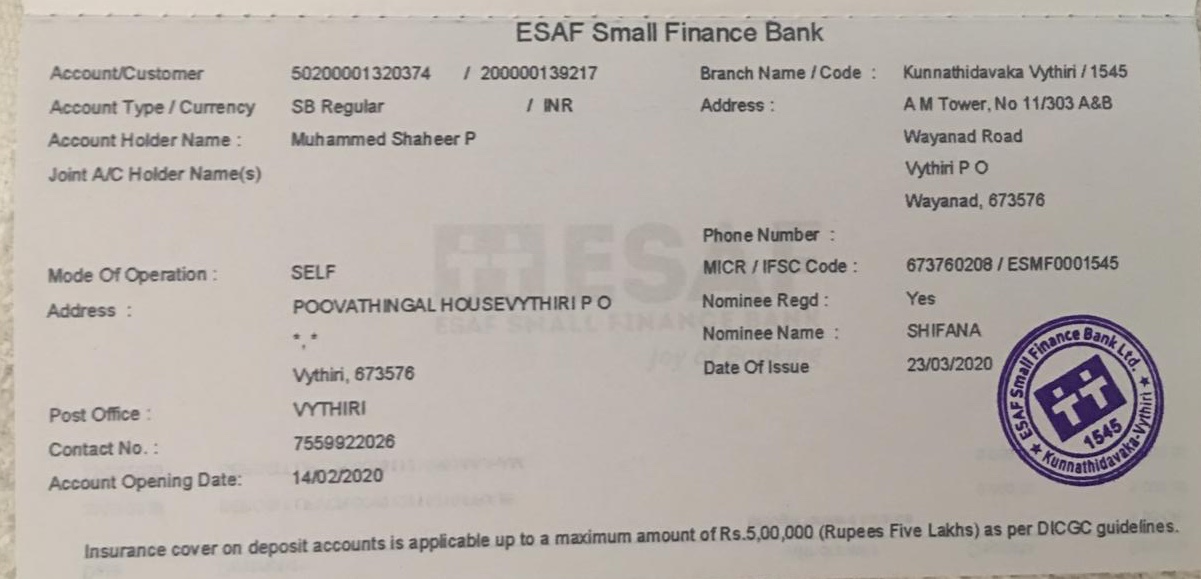 ESAF Small Finance Bank
Account/Customer 50200001320374 / 200000139217 Branch Name / Code : Kunnathidavaka Vythiri / 1545
Account Type / Currency SB Regular / INR Address : A M Tower, No 11/303 A&B
Account Holder Name : Muhammed Shaheer P Wayanad Road
Joint A/C Holder Name(s) Vythiri P O
Wayanad, 673576
Phone Number :
Mode Of Operation : SELF MICR / IFSC Code : 673760208 / ESMF0001545
Address : POOVATHINGAL HOUSEVYTHIRI P O Nominee Regd : Yes
*, * Nominee Name : SHIFANA
Vythiri, 673576 Date Of Issue 23/03/2020
Post Office : VYTHIRI
Contact No. : 7559922026
Account Opening Date: 14/02/2020
Insurance cover on deposit accounts is applicable up to a maximum amount of Rs.5,00,000 (Rupees Five Lakhs) as per DICGC guidelines.
ESAF
ESAF SMALL FINANCE BANK
ESAF Small Finance Bank Ltd.
1545
Kunnathidavaka-Vythiri